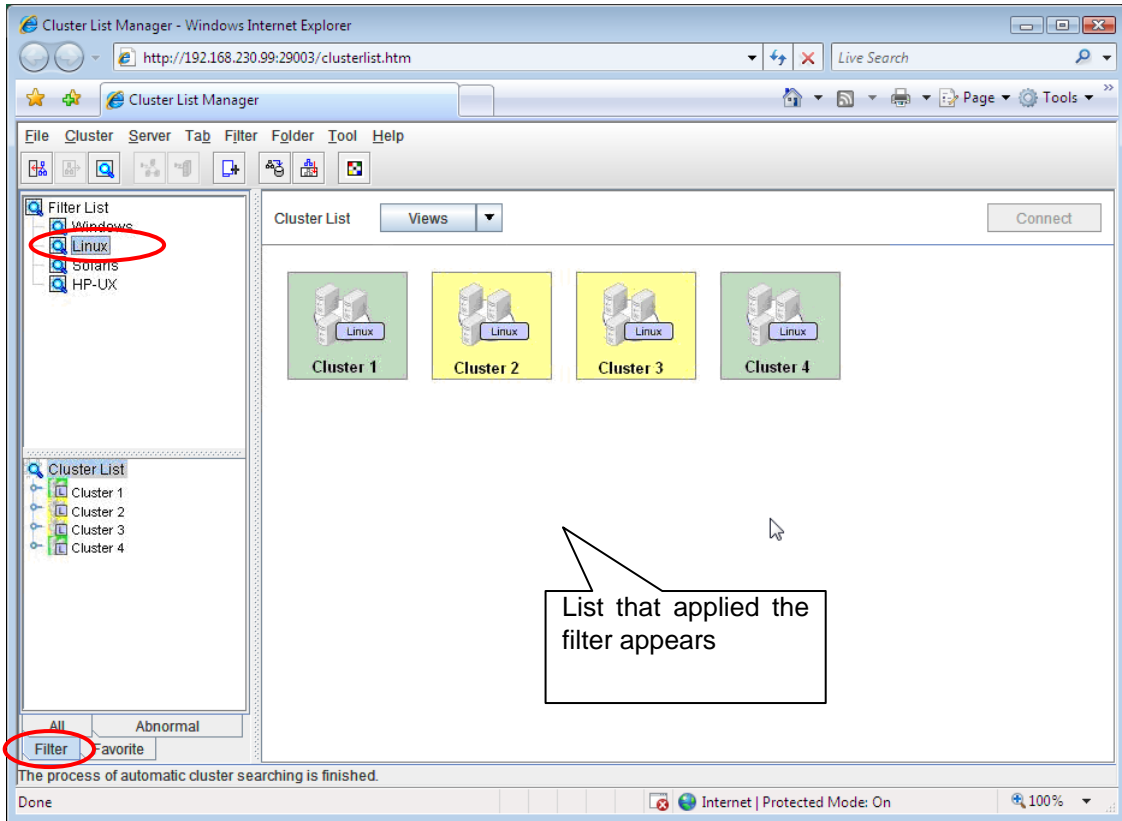 Cluster List Manager - Windows Internet Explorer
http://192.168.230.99:29003/clusterlist.htm
Live Search
Cluster List Manager
Page
Tools
File Cluster Server Tab Filter Folder Tool Help
Filter List
Windows
Linux
Solaris
HP-UX
Cluster List
Views
Connect
Linux
Cluster 1
Linux
Cluster 2
Linux
Cluster 3
Linux
Cluster 4
Cluster List
L Cluster 1
L Cluster 2
L Cluster 3
L Cluster 4
List that applied the
filter appears
All
Abnormal
Filter
Favorite
The process of automatic cluster searching is finished.
Done
Internet | Protected Mode: On
100%